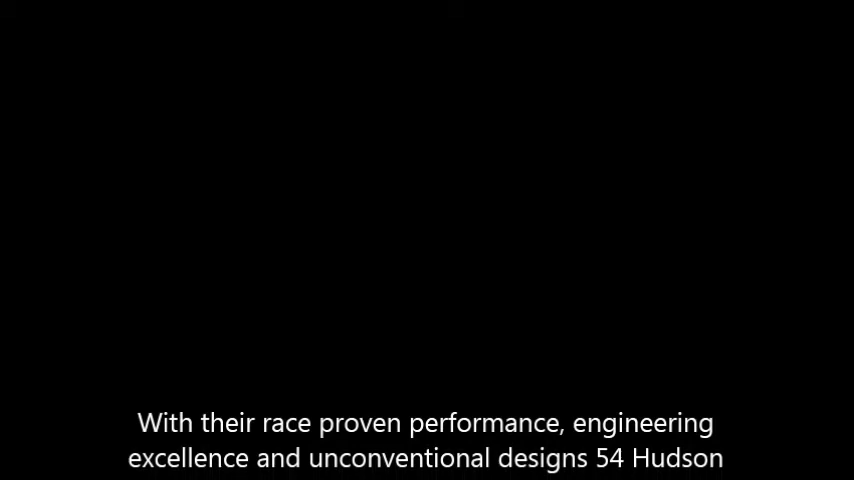 With their race proven performance, engineering
excellence and unconventional designs 54 Hudson